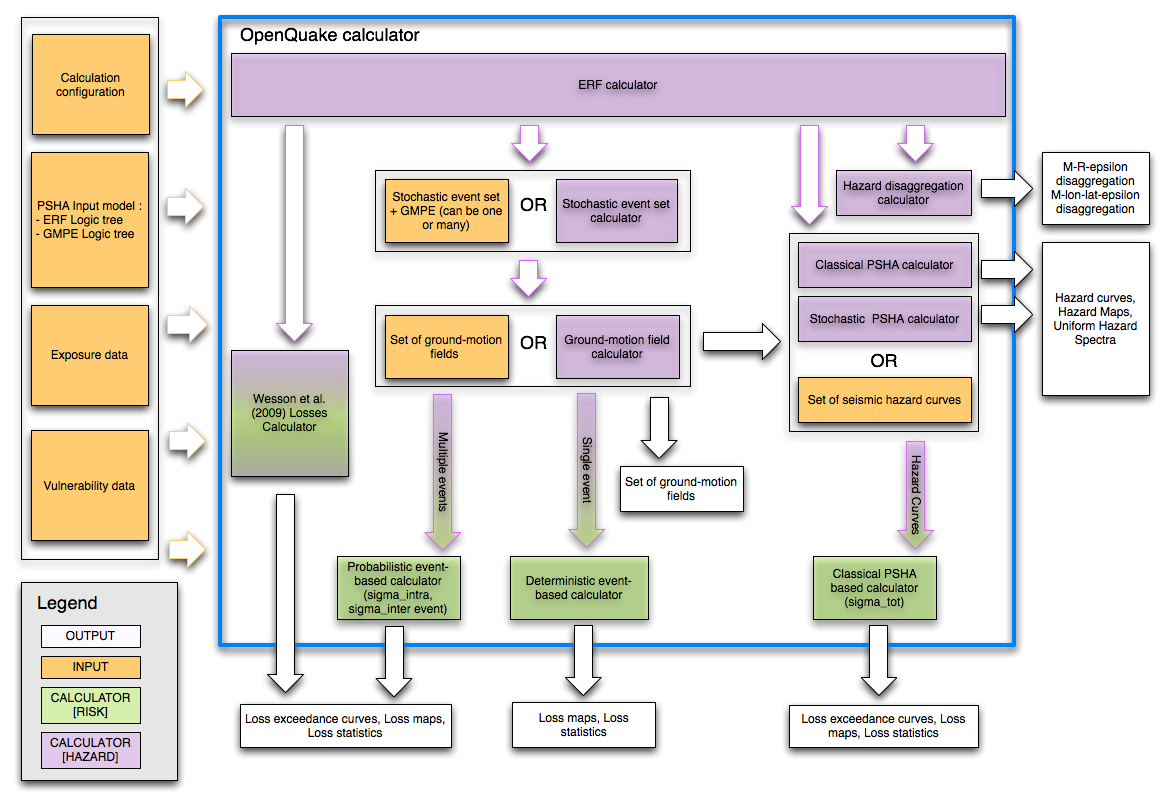 OpenQuake calculator
Calculation
configuration
PSHA Input model :
- ERF Logic tree
- GMPE Logic tree
Exposure data
Vulnerability data
ERF calculator
Stochastic event set
+ GMPE (can be one
or many)
OR
Stochastic event set
calculator
Hazard disaggregation
calculator
M-R-epsilon
disaggregation
M-lon-lat-epsilon
disaggregation
Classical PSHA calculator
Stochastic PSHA calculator
OR
Set of seismic hazard curves
Hazard curves,
Hazard Maps,
Uniform Hazard
Spectra
Set of ground-motion
fields
OR
Ground-motion field
calculator
Wesson et al.
(2009) Losses
Calculator
Multiple events
Single event
Set of ground-motion
fields
Hazard Curves
Probabilistic event-
based calculator
(sigma_intra,
sigma_inter event)
Deterministic event-
based calculator
Classical PSHA
based calculator
(sigma_tot)
Loss exceedance curves, Loss maps,
Loss statistics
Loss maps, Loss
statistics
Loss exceedance curves, Loss
maps, Loss statistics
Legend
OUTPUT
INPUT
CALCULATOR
[RISK]
CALCULATOR
[HAZARD]